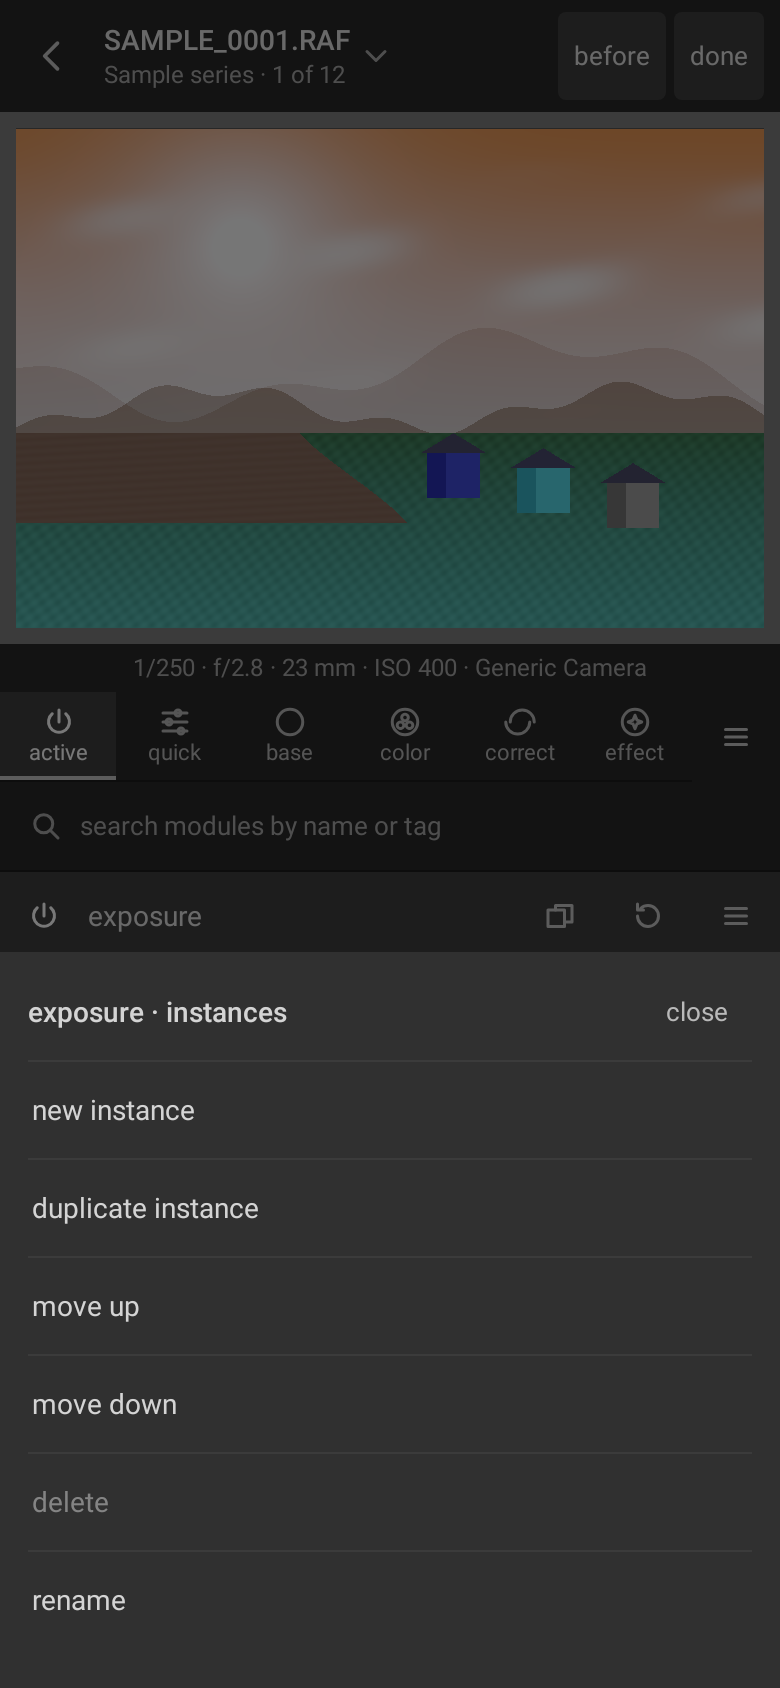 SAMPLE_0001.RAF
Sample series · 1 of 12
before
done
1/250 · f/2.8 · 23 mm · ISO 400 · Generic Camera
active
quick
base
color
correct
effect
search modules by name or tag
exposure
exposure · instances
close
new instance
duplicate instance
move up
move down
delete
rename